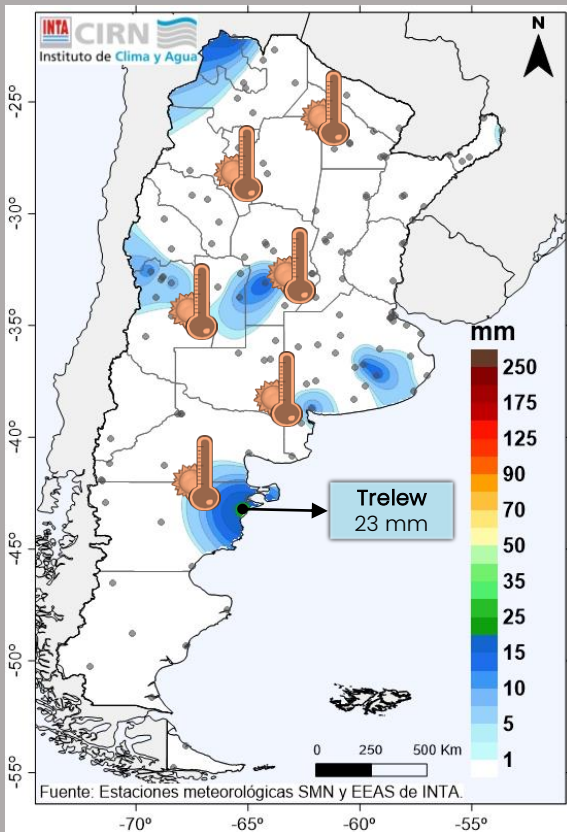 INTA CIRN
Instituto de Clima y Agua
N
-25°
-30°
-35°
-40°
-45°
-50°
-55°
-70°
-65°
-60°
-55°
Trelew
23 mm
mm
250
175
125
90
70
50
35
25
15
10
5
1
0 250 500 Km
Fuente: Estaciones meteorológicas SMN y EEAS de INTA.